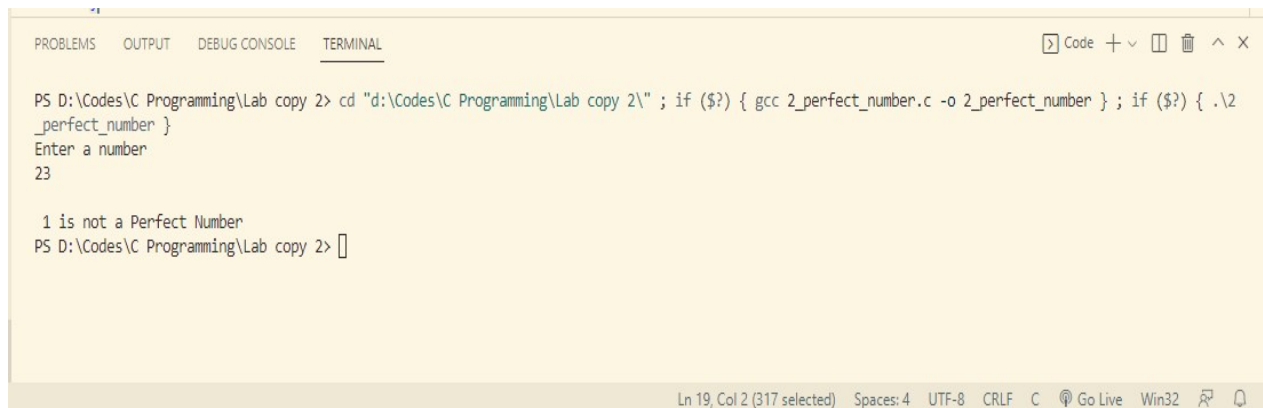 PROBLEMS OUTPUT DEBUG CONSOLE TERMINAL Code
PS D:\Codes\C Programming\Lab copy 2> cd "d:\Codes\C Programming\Lab copy 2\" ; if ($?) { gcc 2_perfect_number.c -o 2_perfect_number } ; if ($?) { .\2
_perfect_number }
Enter a number
23
1 is not a Perfect Number
PS D:\Codes\C Programming\Lab copy 2>
Ln 19, Col 2 (317 selected) Spaces: 4 UTF-8 CRLF C Go Live Win32